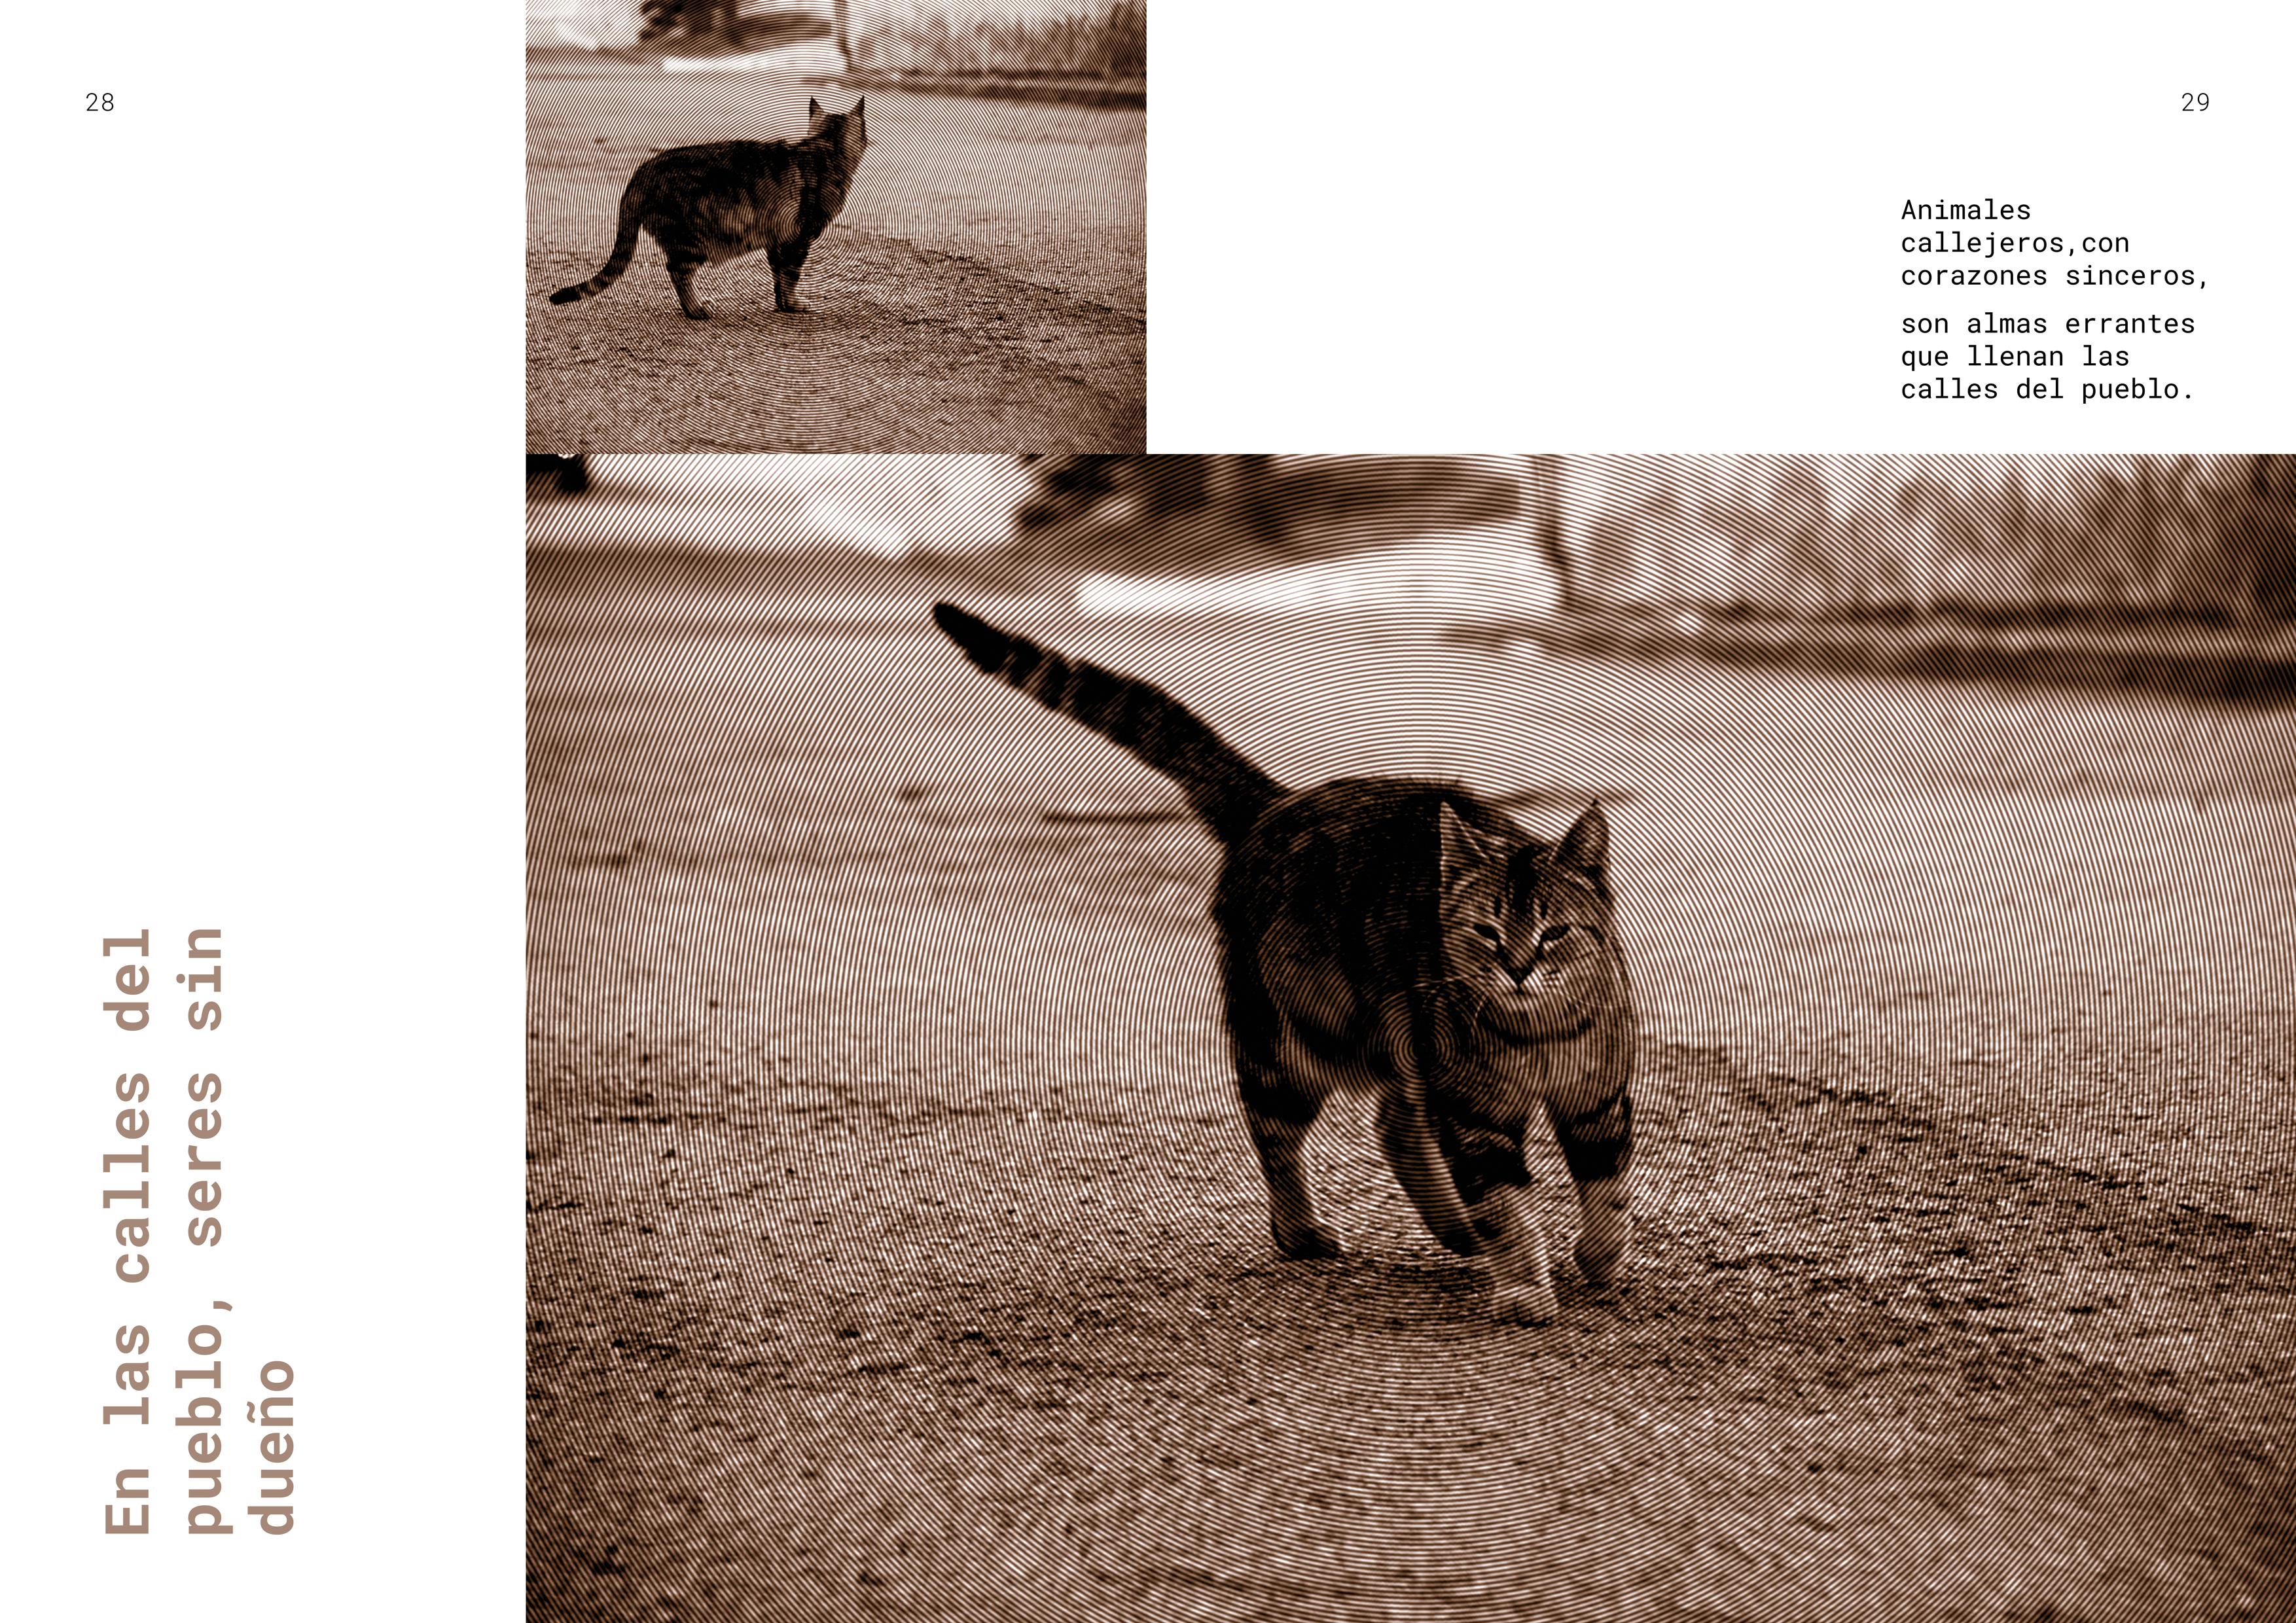 28
En las calles del
pueblo, seres sin
dueño
29
Animales
callejeros,con
corazones sinceros,
son almas errantes
que llenan las
calles del pueblo.